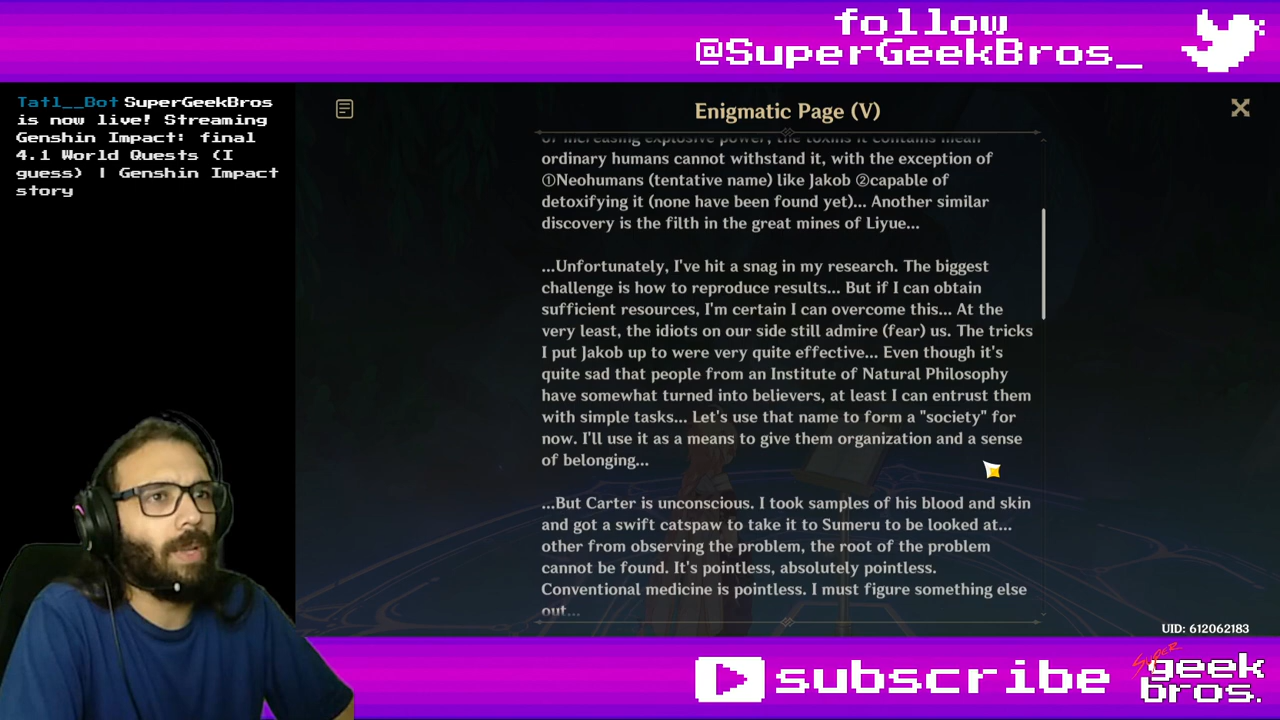 follow
@SuperGeekBros_
Tatl__Bot SuperGeekBros
is now live! Streaming
Genshin Impact: final
4.1 World Quests (I
guess) | Genshin Impact
story
Enigmatic Page (V)
of increasing explosive power, the toxins it contains mean
ordinary humans cannot withstand it, with the exception of
①Neohumans (tentative name) like Jakob ②capable of
detoxifying it (none have been found yet)... Another similar
discovery is the filth in the great mines of Liyue...
...Unfortunately, I've hit a snag in my research. The biggest
challenge is how to reproduce results... But if I can obtain
sufficient resources, I'm certain I can overcome this... At the
very least, the idiots on our side still admire (fear) us. The tricks
I put Jakob up to were very quite effective... Even though it's
quite sad that people from an Institute of Natural Philosophy
have somewhat turned into believers, at least I can entrust them
with simple tasks... Let's use that name to form a "society" for
now. I'll use it as a means to give them organization and a sense
of belonging...
...But Carter is unconscious. I took samples of his blood and skin
and got a swift catspaw to take it to Sumeru to be looked at...
other from observing the problem, the root of the problem
cannot be found. It's pointless, absolutely pointless.
Conventional medicine is pointless. I must figure something else
out...
UID: 612062183
subscribe
super
geek
bros.